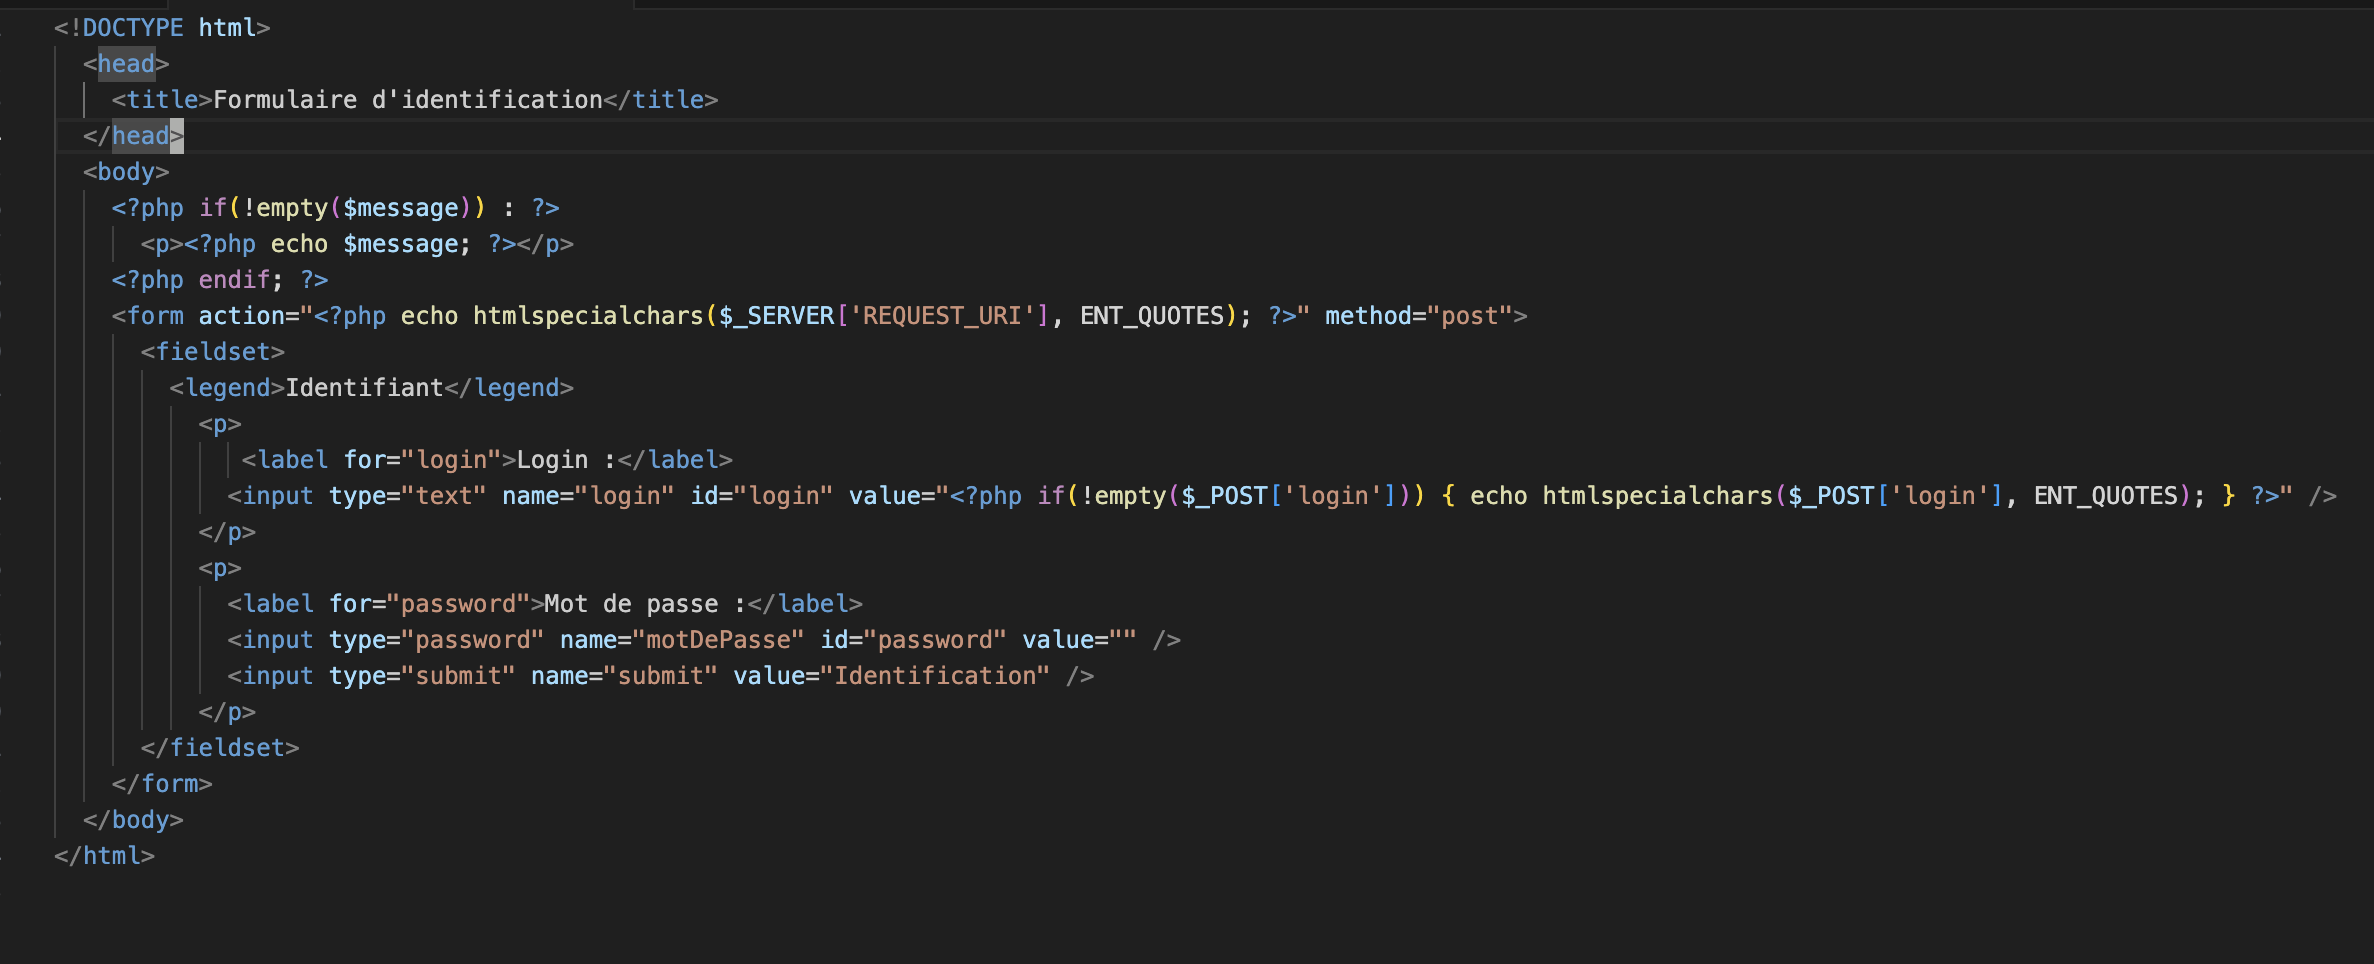 <!DOCTYPE html>
<head>
<title>Formulaire d'identification</title>
</head>
<body>
<?php if(!empty($message)) : ?>
<p><?php echo $message; ?></p>
<?php endif; ?>
<form action="<?php echo htmlspecialchars($_SERVER['REQUEST_URI'], ENT_QUOTES); ?>" method="post">
<fieldset>
<legend>Identifiant</legend>
<p>
<label for="login">Login :</label>
<input type="text" name="login" id="login" value="<?php if(!empty($_POST['login'])) { echo htmlspecialchars($_POST['login'], ENT_QUOTES); } ?>" />
</p>
<p>
<label for="password">Mot de passe :</label>
<input type="password" name="motDePasse" id="password" value="" />
<input type="submit" name="submit" value="Identification" />
</p>
</fieldset>
</form>
</body>
</html>